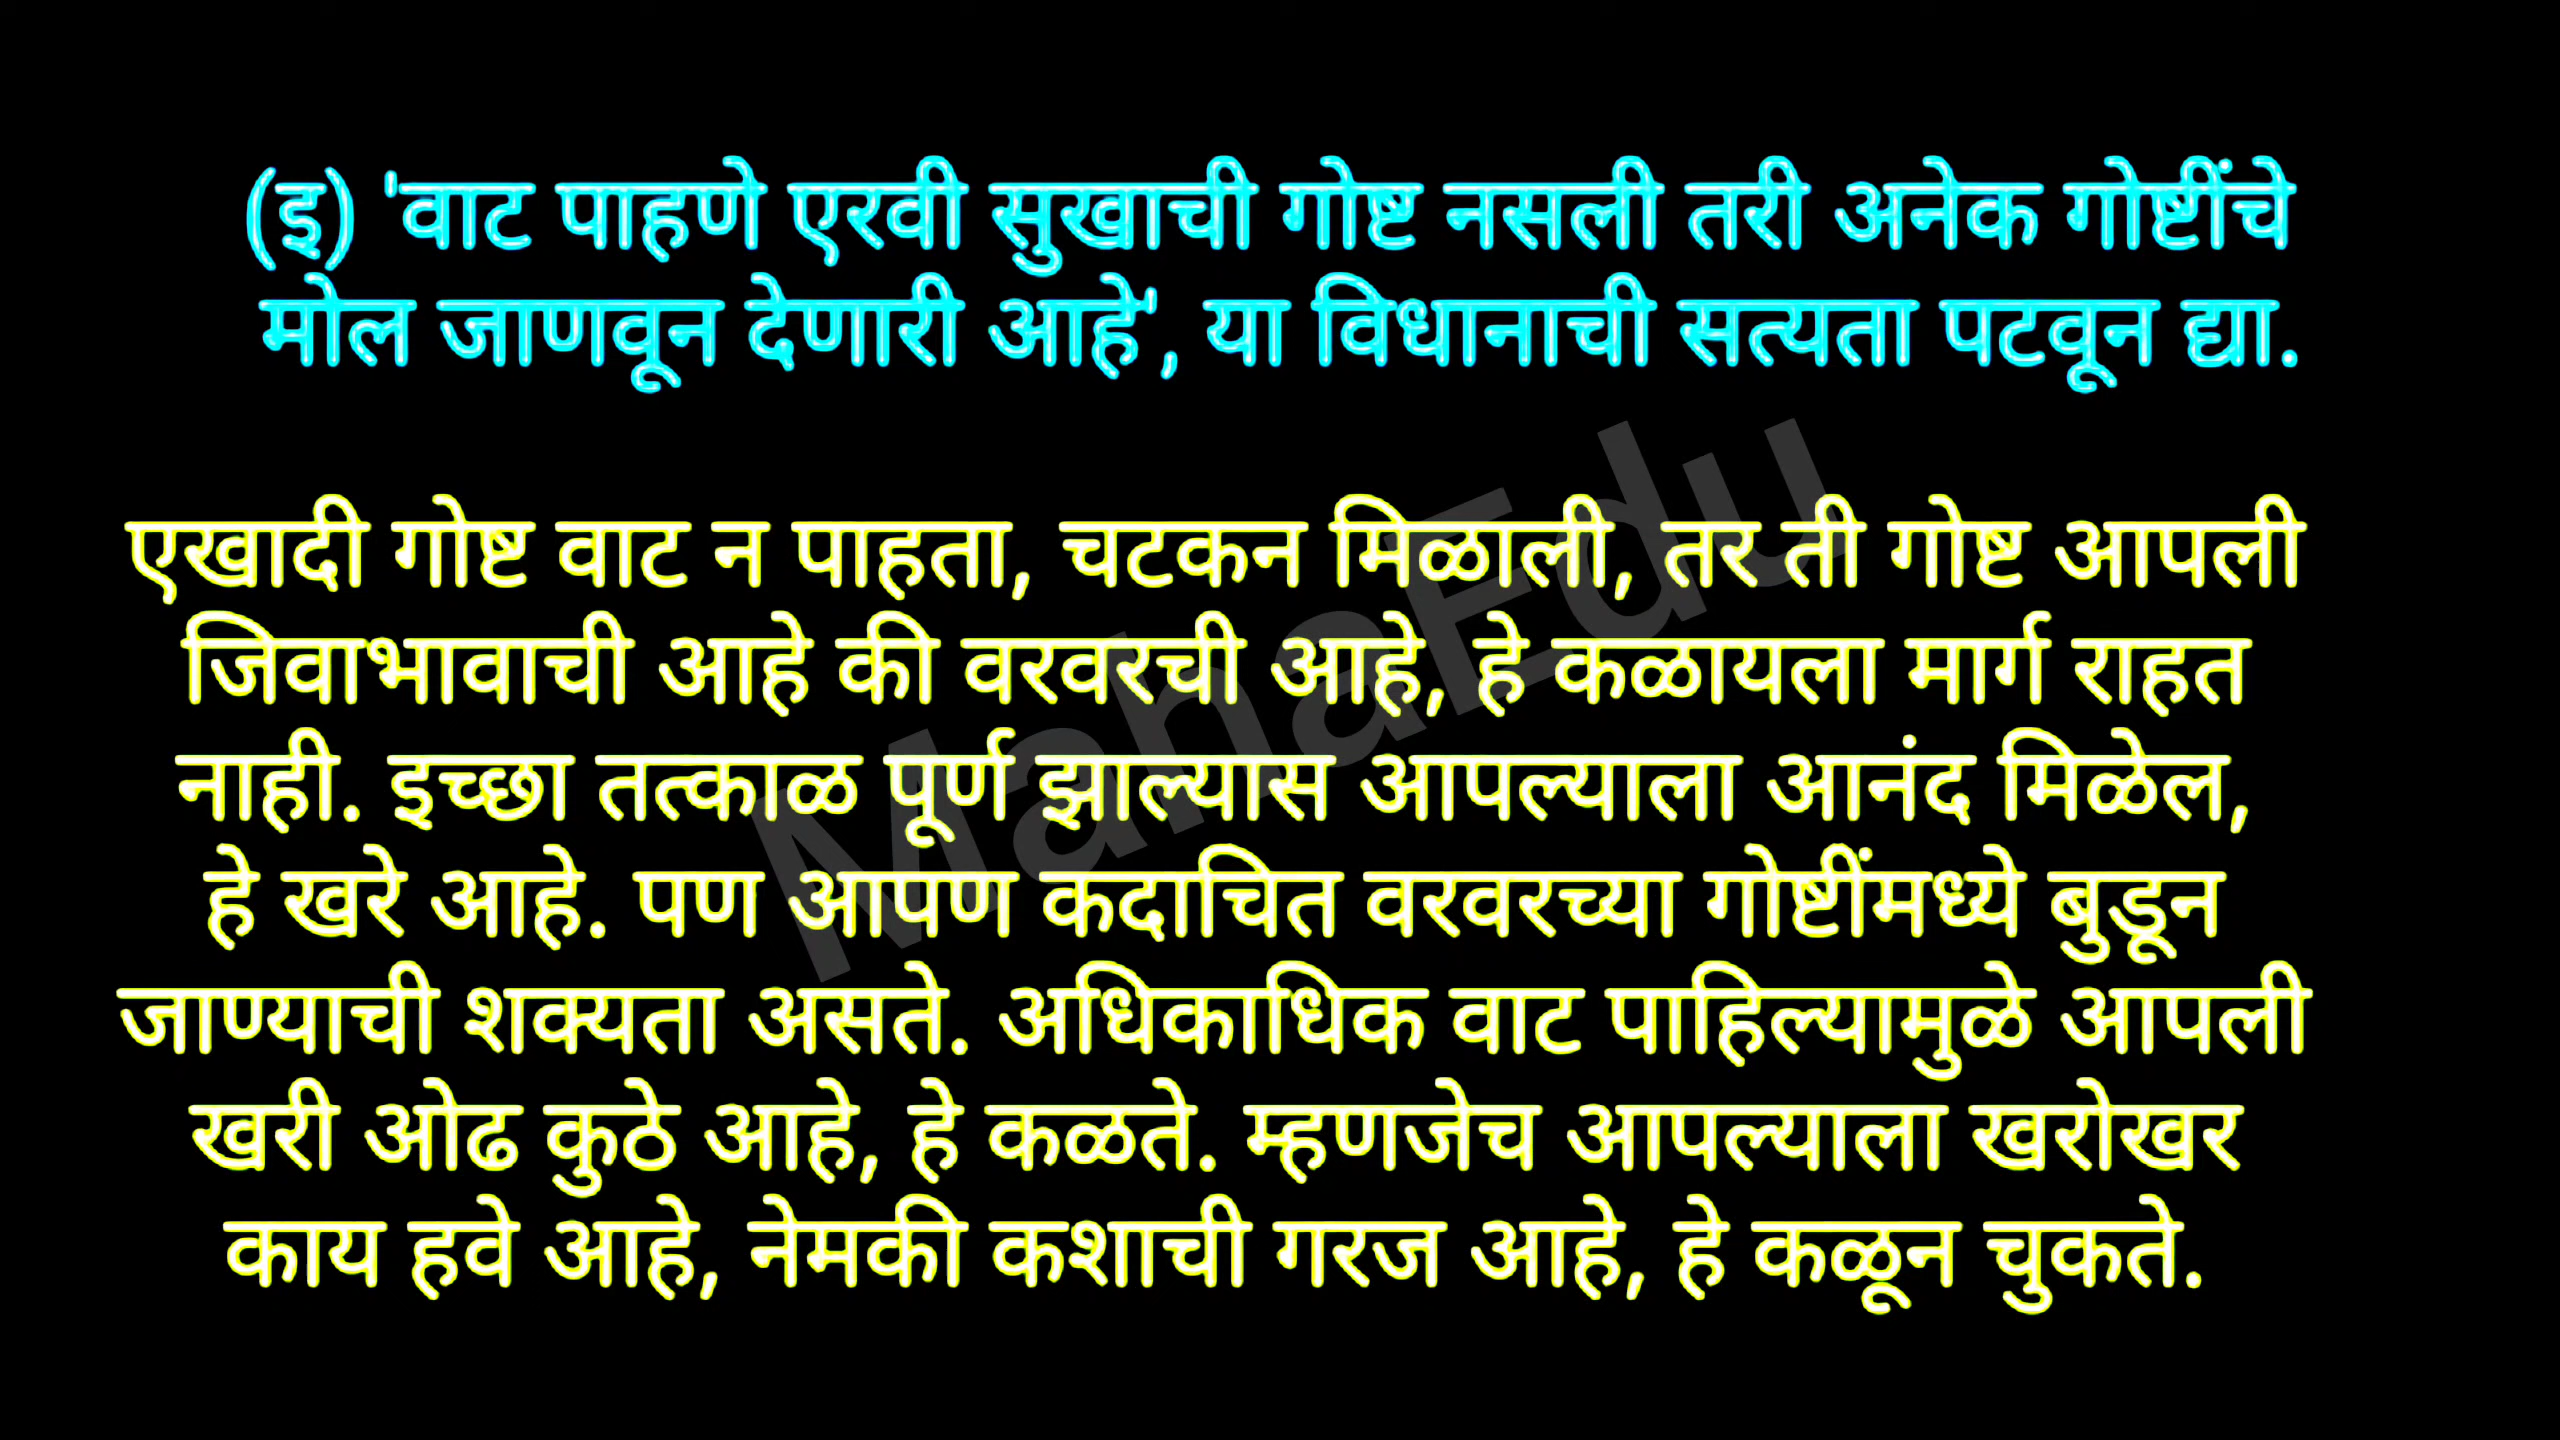 (इ) 'वाट पाहणे एरवी सुखाची गोष्ट नसली तरी अनेक गोष्टींचे
मोल जाणवून देणारी आहे', या विधानाची सत्यता पटवून द्या.
एखादी गोष्ट वाट न पाहता, चटकन मिळाली, तर ती गोष्ट आपली
जिवाभावाची आहे की वरवरची आहे, हे कळायला मार्ग राहत
नाही. इच्छा तत्काळ पूर्ण झाल्यास आपल्याला आनंद मिळेल,
हे खरे आहे. पण आपण कदाचित वरवरच्या गोष्टींमध्ये बुडून
जाण्याची शक्यता असते. अधिकाधिक वाट पाहिल्यामुळे आपली
खरी ओढ कुठे आहे, हे कळते. म्हणजेच आपल्याला खरोखर
काय हवे आहे, नेमकी कशाची गरज आहे, हे कळून चुकते.
MahaEdu